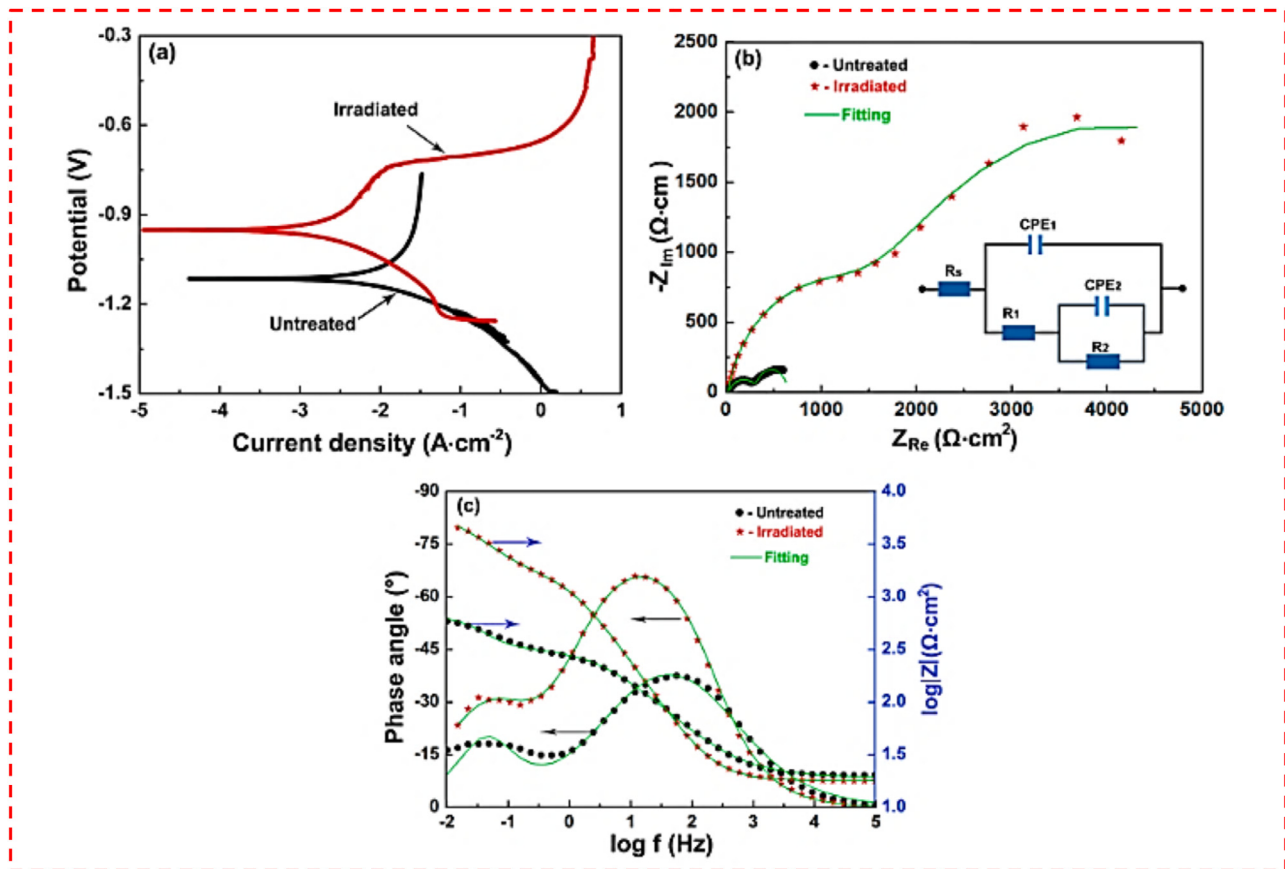 (a)
-0.3
-0.6
-0.9
-1.2
-1.5
Potential (V)
Irradiated
Untreated
-5 -4 -3 -2 -1 0 1
Current density (A·cm⁻²)
(b)
2500
2000
1500
1000
500
0
-Z_Im (Ω·cm)
- Untreated
- Irradiated
Fitting
CPE₁
Rs
CPE₂
R₁
R₂
0 1000 2000 3000 4000 5000
Z_Re (Ω·cm²)
(c)
-90
-75
-60
-45
-30
-15
0
Phase angle (°)
- Untreated
- Irradiated
Fitting
4.0
3.5
3.0
2.5
2.0
1.5
1.0
log|Z|(Ω·cm²)
-2 -1 0 1 2 3 4 5
log f (Hz)